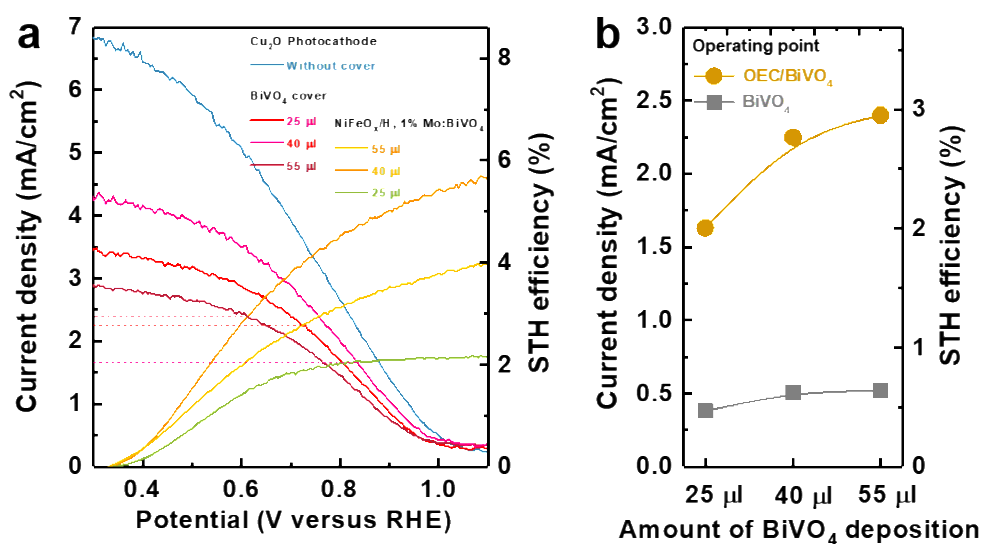 a
Current density (mA/cm²)
7
6
5
4
3
2
1
0
0.4
0.6
0.8
1.0
Potential (V versus RHE)
8
6
4
2
0
STH efficiency (%)
Cu₂O Photocathode
Without cover
BiVO₄ cover
25 µl
40 µl
55 µl
NiFeOₓ/H, 1% Mo:BiVO₄
55 µl
40 µl
25 µl
b
Current density (mA/cm²)
3.0
2.5
2.0
1.5
1.0
0.5
0.0
25 µl
40 µl
55 µl
Amount of BiVO₄ deposition
3
2
1
0
STH efficiency (%)
Operating point
OEC/BiVO₄
BiVO₄